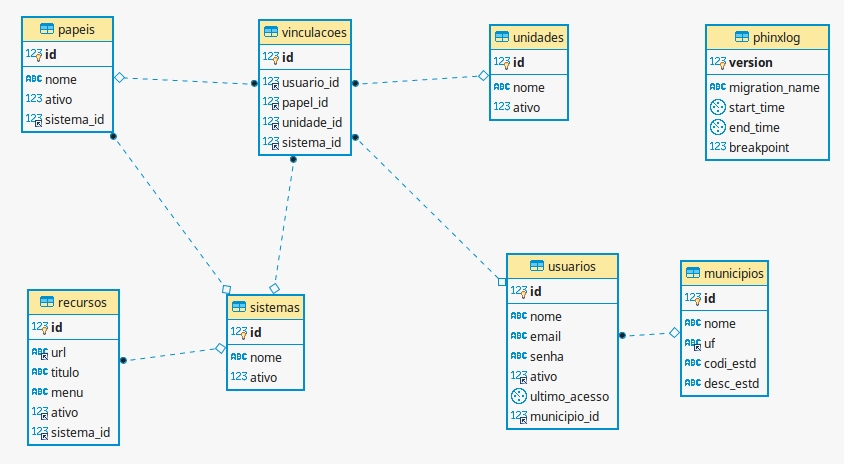 papeis
123 id
ABC nome
123 ativo
123 sistema_id
vinculacoes
123 id
123 usuario_id
123 papel_id
123 unidade_id
123 sistema_id
unidades
123 id
ABC nome
123 ativo
phinxlog
123 version
ABC migration_name
start_time
end_time
123 breakpoint
recursos
123 id
ABC url
ABC titulo
ABC menu
123 ativo
123 sistema_id
sistemas
123 id
ABC nome
123 ativo
usuarios
123 id
ABC nome
ABC email
ABC senha
123 ativo
ultimo_acesso
123 municipio_id
municipios
123 id
ABC nome
ABC uf
ABC codi_estd
ABC desc_estd